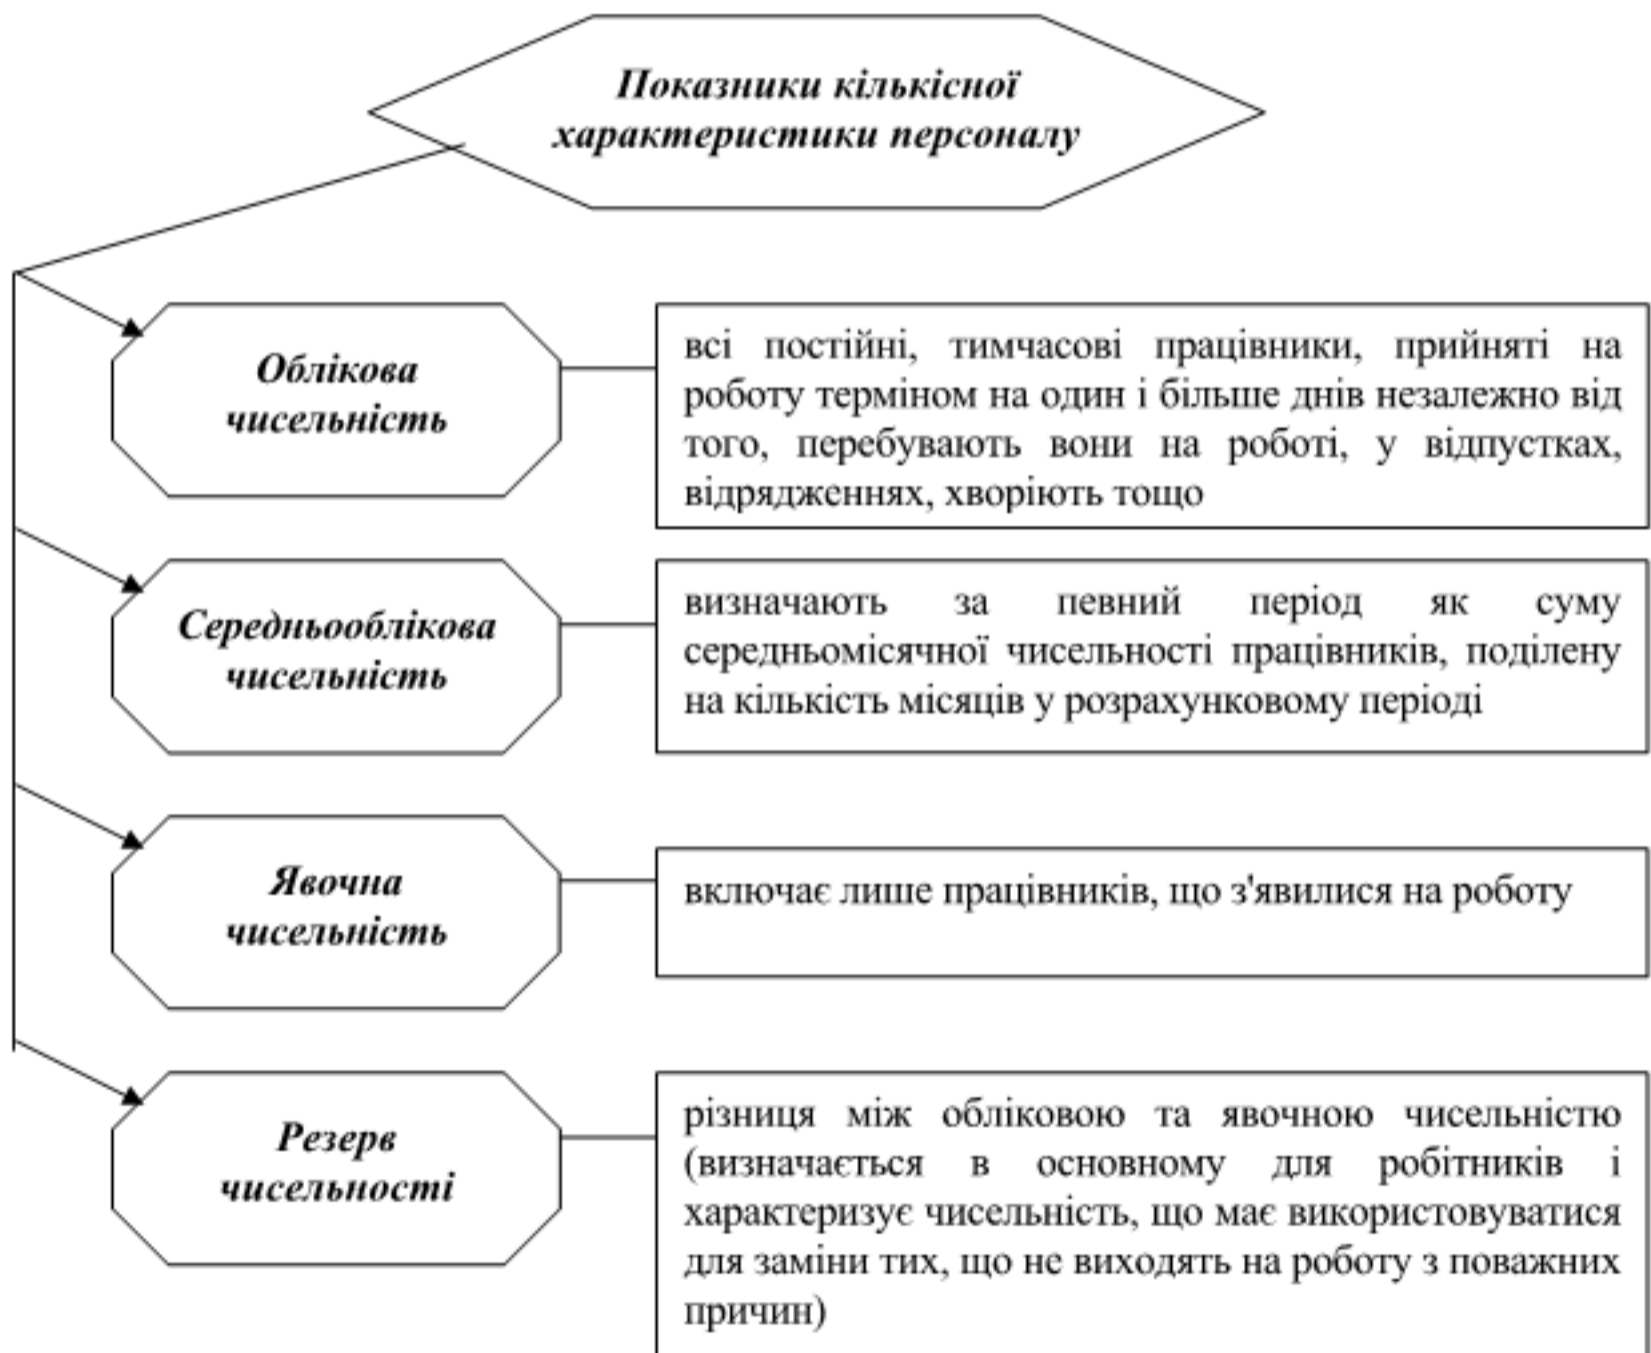 Показники кількісної
характеристики персоналу
Облікова
чисельність
всі постійні, тимчасові працівники, прийняті на
роботу терміном на один і більше днів незалежно від
того, перебувають вони на роботі, у відпустках,
відрядженнях, хворіють тощо
Середньооблікова
чисельність
визначають за певний період як суму
середньомісячної чисельності працівників, поділену
на кількість місяців у розрахунковому періоді
Явочна
чисельність
включає лише працівників, що з'явилися на роботу
Резерв
чисельності
різниця між обліковою та явочною чисельністю
(визначається в основному для робітників і
характеризує чисельність, що має використовуватися
для заміни тих, що не виходять на роботу з поважних
причин)